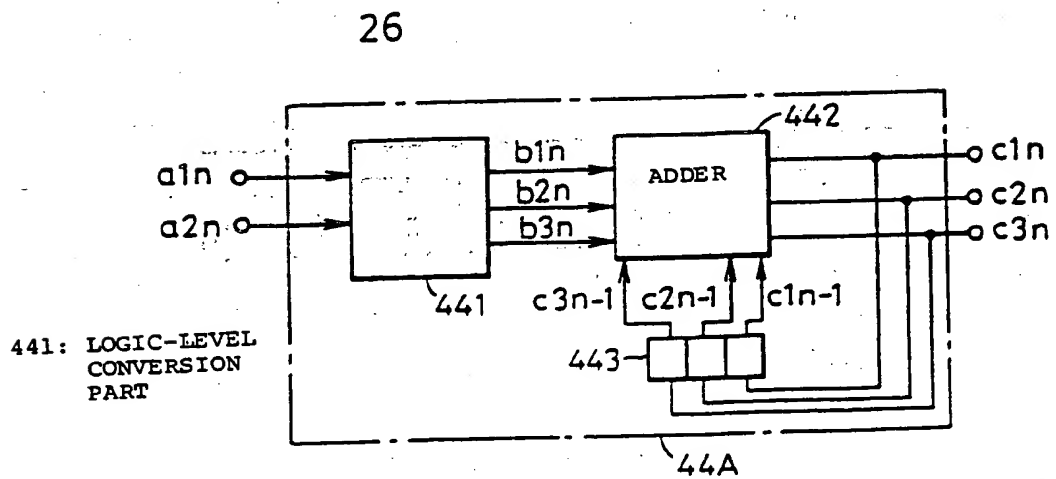 26
442
a1n
a2n
b1n
b2n
b3n
ADDER
c1n
c2n
c3n
441
c3n-1 c2n-1 c1n-1
443
441: LOGIC-LEVEL
CONVERSION
PART
44A